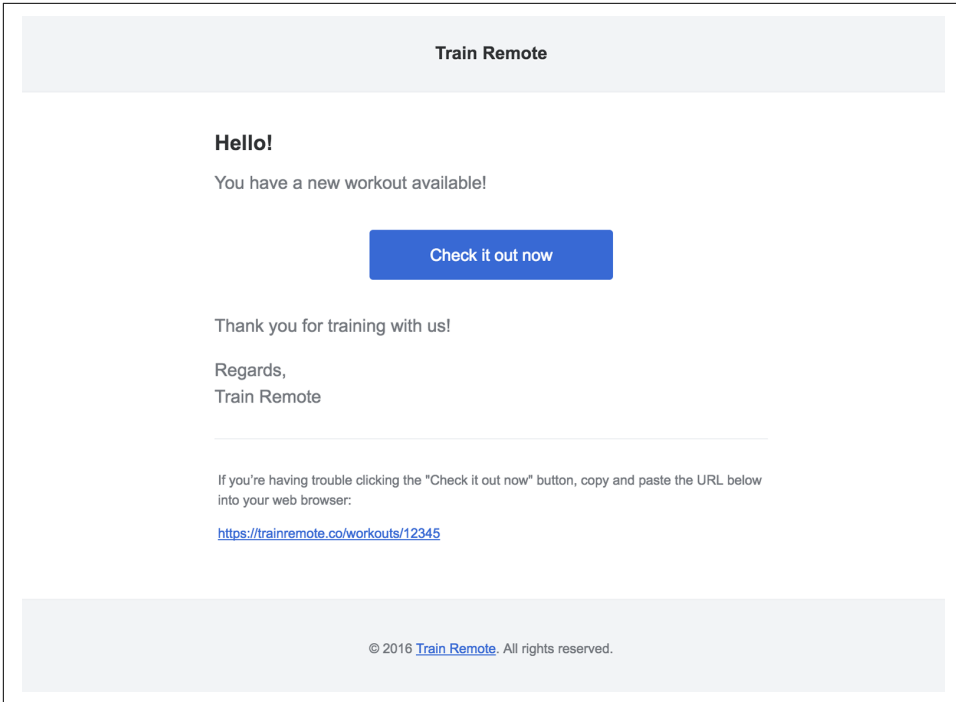 Train Remote
Hello!
You have a new workout available!
Check it out now
Thank you for training with us!
Regards,
Train Remote
If you’re having trouble clicking the "Check it out now" button, copy and paste the URL below
into your web browser:
https://trainremote.co/workouts/12345
© 2016 Train Remote. All rights reserved.